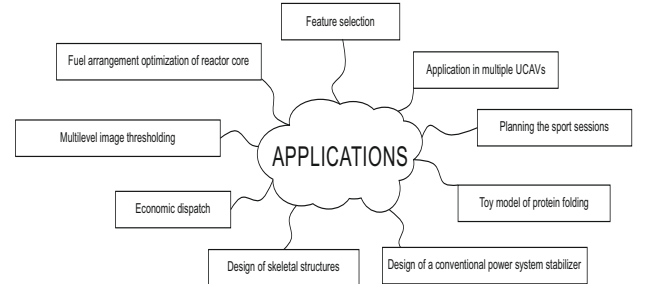 Feature selection
Fuel arrangement optimization of reactor core
Application in multiple UCAVs
Planning the sport sessions
Multilevel image thresholding
APPLICATIONS
Toy model of protein folding
Economic dispatch
Design of skeletal structures
Design of a conventional power system stabilizer